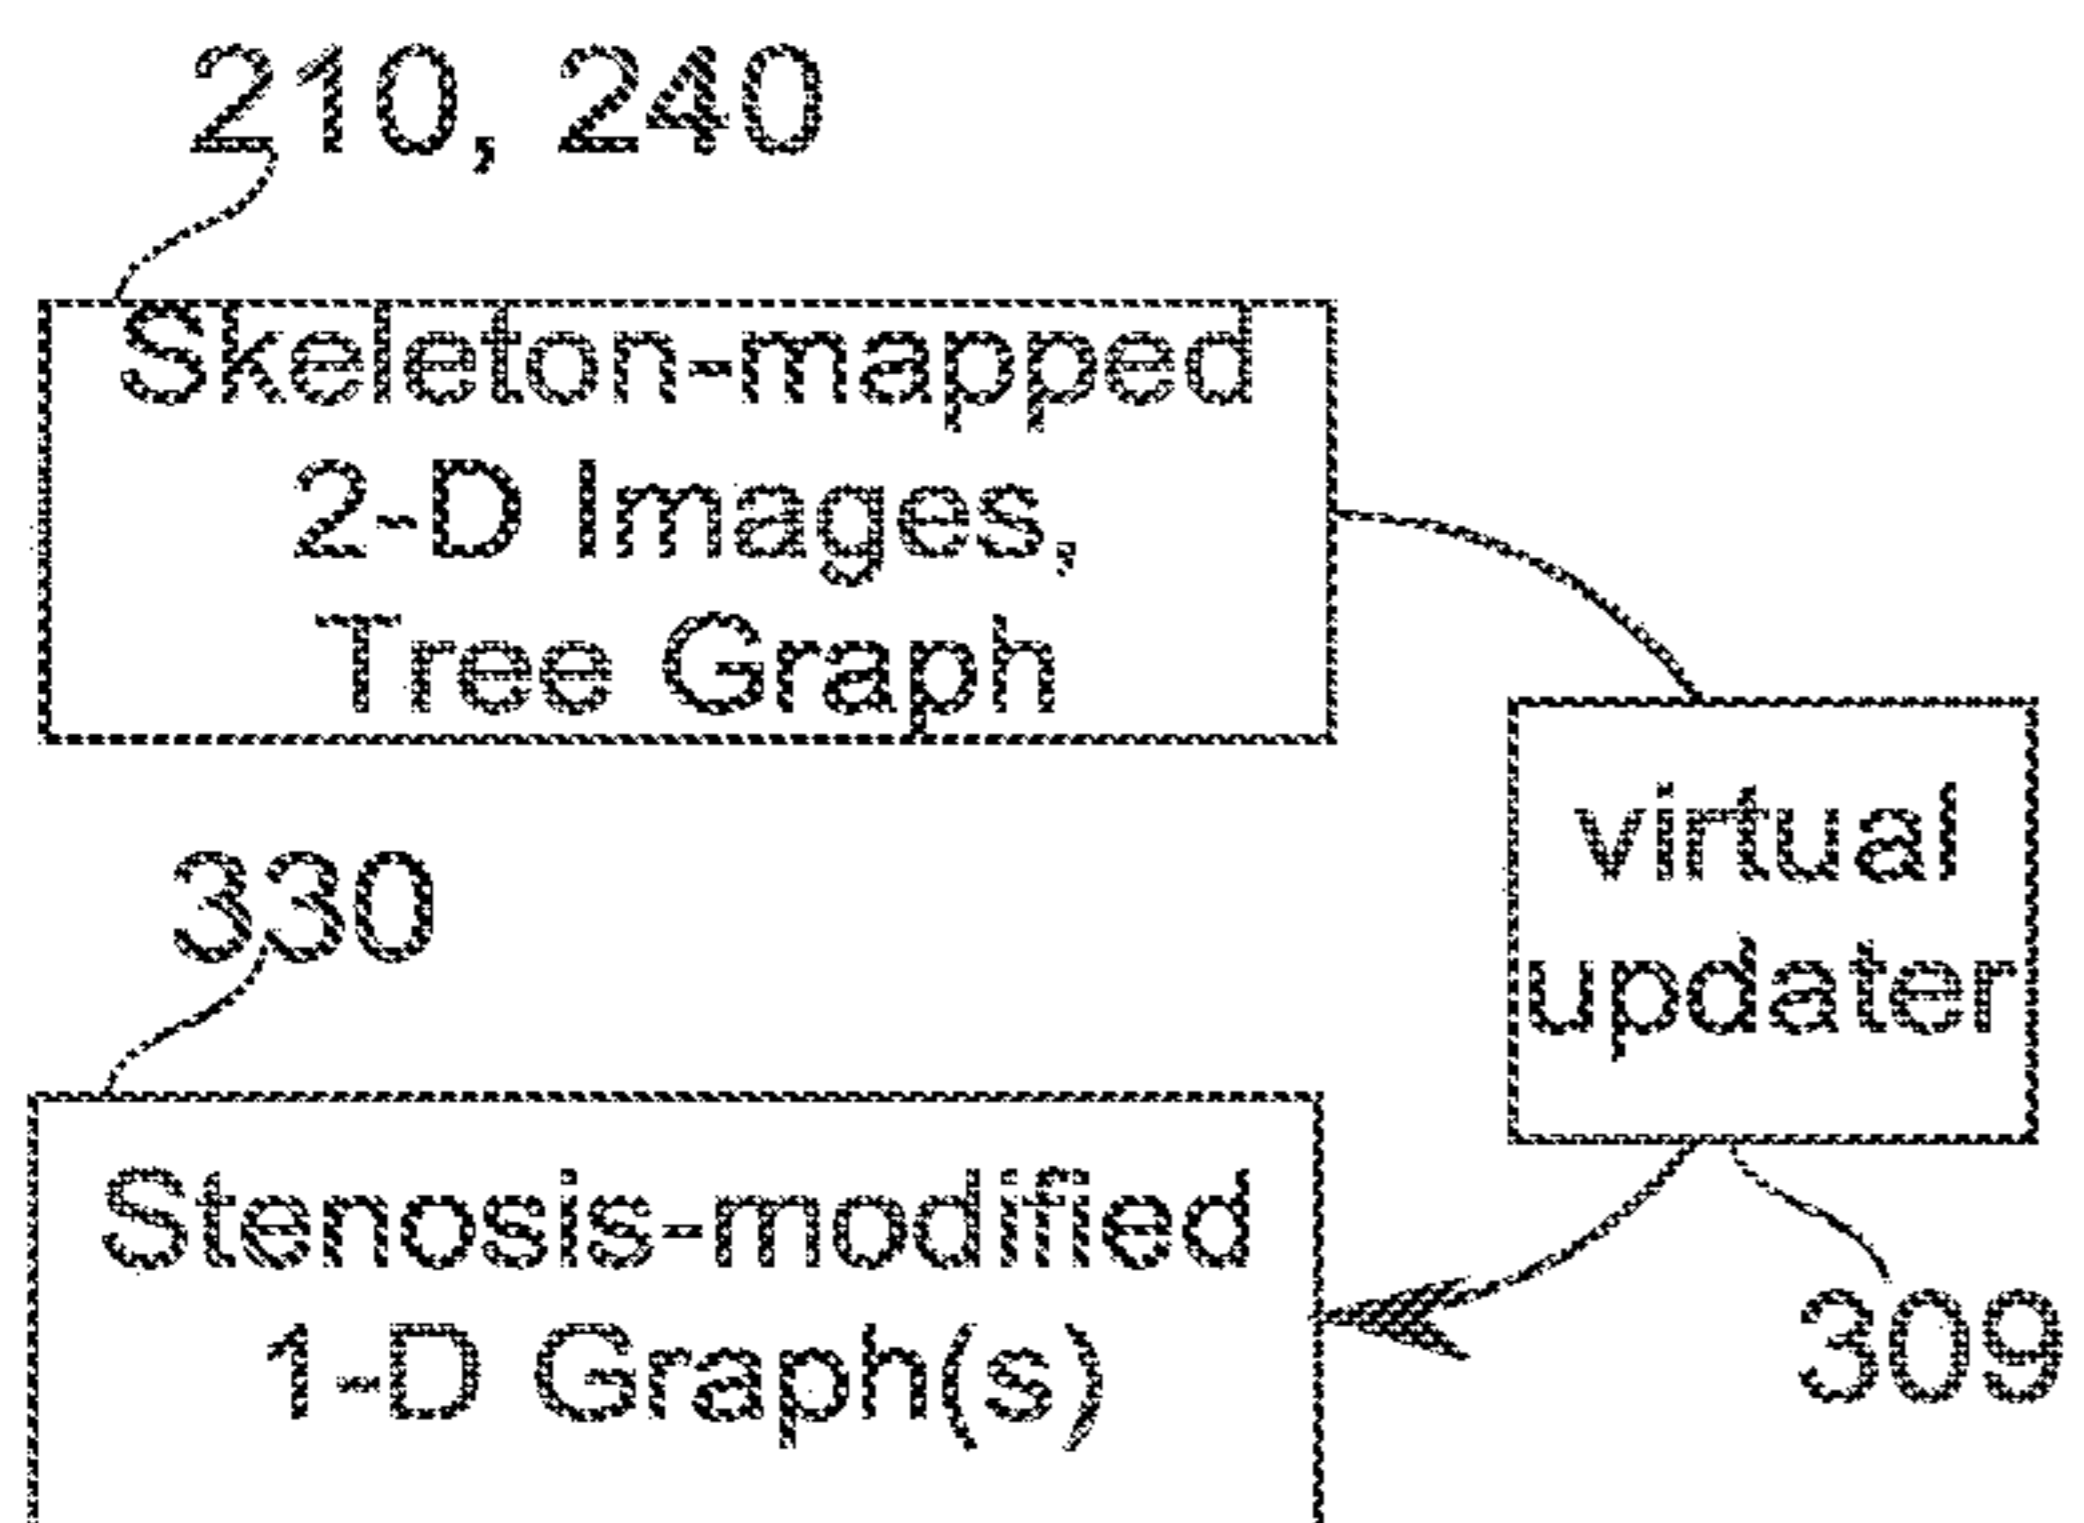 210, 240
Skeleton-mapped
2-D Images,
Tree Graph
virtual
updater
330
Stenosis-modified
1-D Graph(s)
309